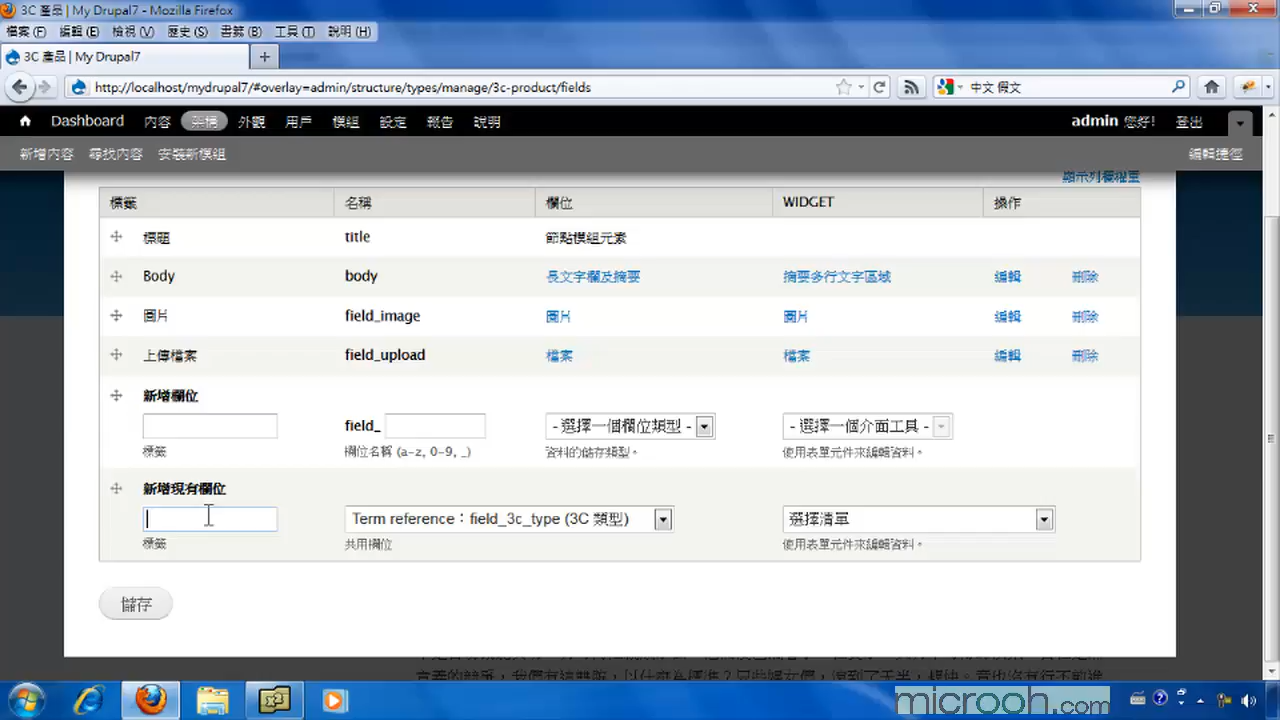 3C 產品 | My Drupal7 - Mozilla Firefox
檔案 (F) 編輯 (E) 檢視 (V) 歷史 (S) 書籤 (B) 工具 (T) 說明 (H)
3C 產品 | My Drupal7
http://localhost/mydrupal7/#overlay=admin/structure/types/manage/3c-product/fields
中文 假文
Dashboard 內容 架構 外觀 用戶 模組 設定 報告 說明 admin 您好! 登出
新增內容 尋找內容 安裝新模組 編輯捷徑
顯示列欄權重
標籤 名稱 欄位 WIDGET 操作
標題 title 節點模組元素
Body body 長文字欄及摘要 摘要多行文字區域 編輯 刪除
圖片 field_image 圖片 圖片 編輯 刪除
上傳檔案 field_upload 檔案 檔案 編輯 刪除
新增欄位
field_ - 選擇一個欄位類型 - - 選擇一個介面工具 -
標籤 欄位名稱 (a-z, 0-9, _) 資料的儲存類型。 使用表單元件來編輯資料。
新增現有欄位
Term reference：field_3c_type (3C 類型) 選擇清單
標籤 共用欄位 使用表單元件來編輯資料。
儲存
microoh.com